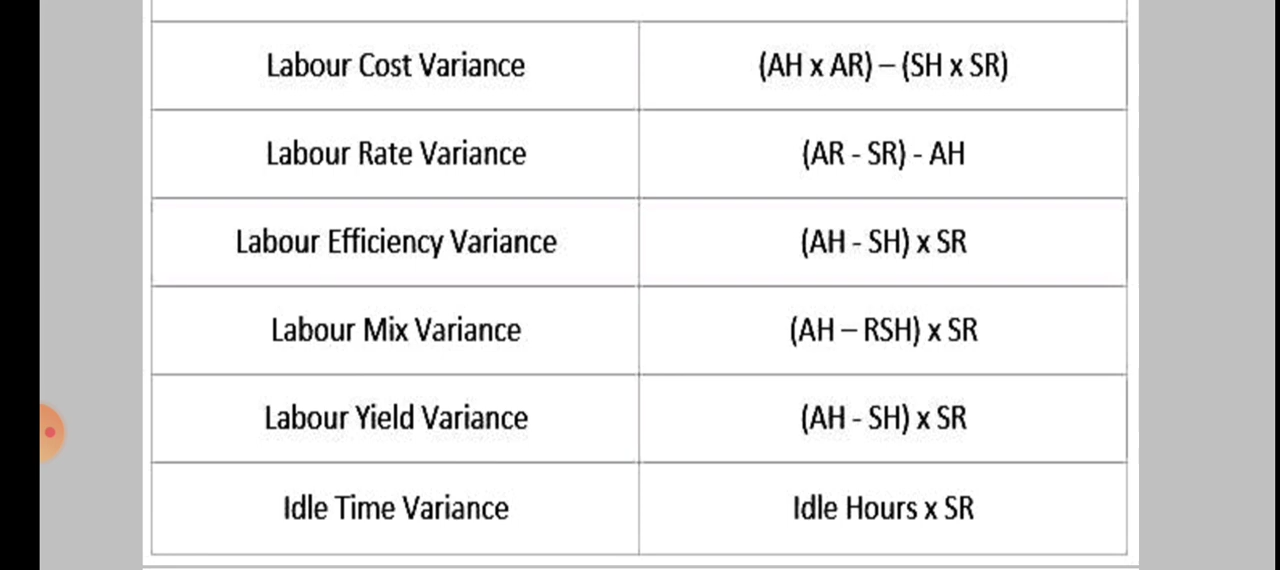 Labour Cost Variance (AH x AR) – (SH x SR)
Labour Rate Variance (AR - SR) - AH
Labour Efficiency Variance (AH - SH) x SR
Labour Mix Variance (AH – RSH) x SR
Labour Yield Variance (AH - SH) x SR
Idle Time Variance Idle Hours x SR